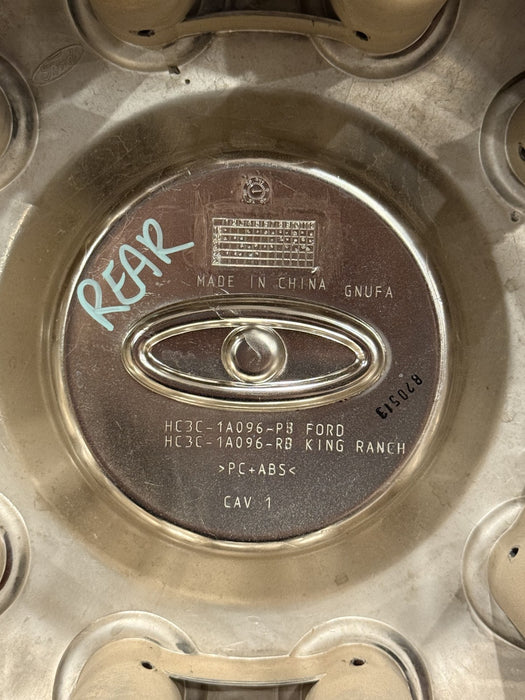 REAR
MADE IN CHINA GNUFA
HC3C-1A096-PB FORD
HC3C-1A096-RB KING RANCH
>PC+ABS<
CAV 1
870513